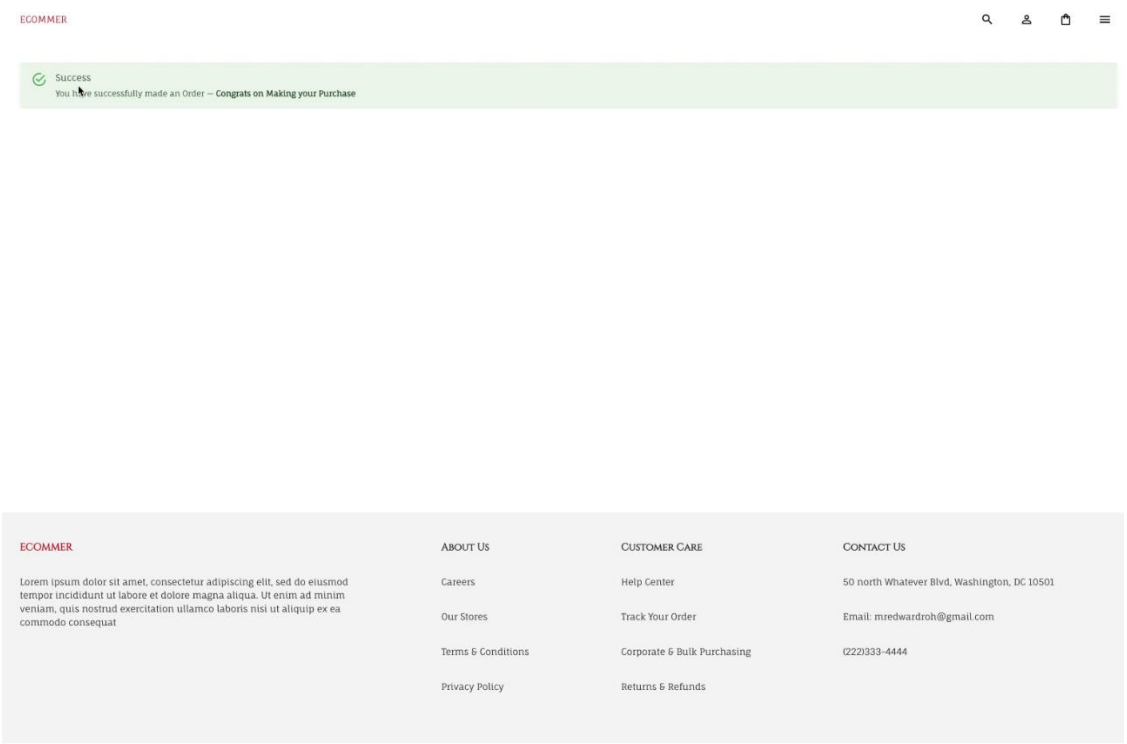 ECOMMER
Success
You have successfully made an Order — Congrats on Making your Purchase
ECOMMER
Lorem ipsum dolor sit amet, consectetur adipiscing elit, sed do eiusmod
tempor incididunt ut labore et dolore magna aliqua. Ut enim ad minim
veniam, quis nostrud exercitation ullamco laboris nisi ut aliquip ex ea
commodo consequat
About Us
Careers
Our Stores
Terms & Conditions
Privacy Policy
Customer Care
Help Center
Track Your Order
Corporate & Bulk Purchasing
Returns & Refunds
Contact Us
50 north Whatever Blvd, Washington, DC 10501
Email: mredwardroh@gmail.com
(222)333-4444